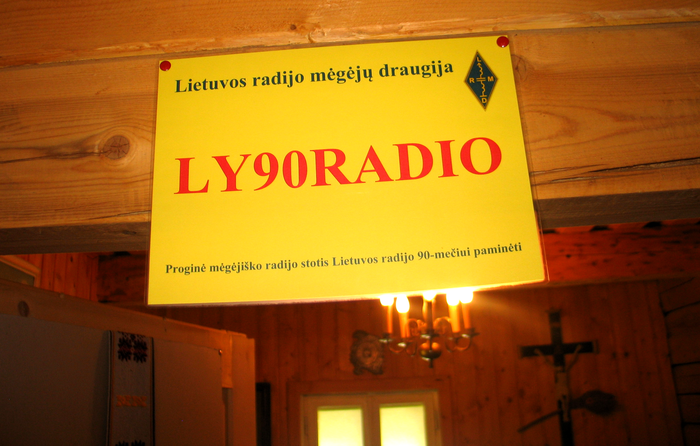 Lietuvos radijo mėgėjų draugija
L
R M
D
LY90RADIO
Proginė mėgėjiško radijo stotis Lietuvos radijo 90-mečiui paminėti